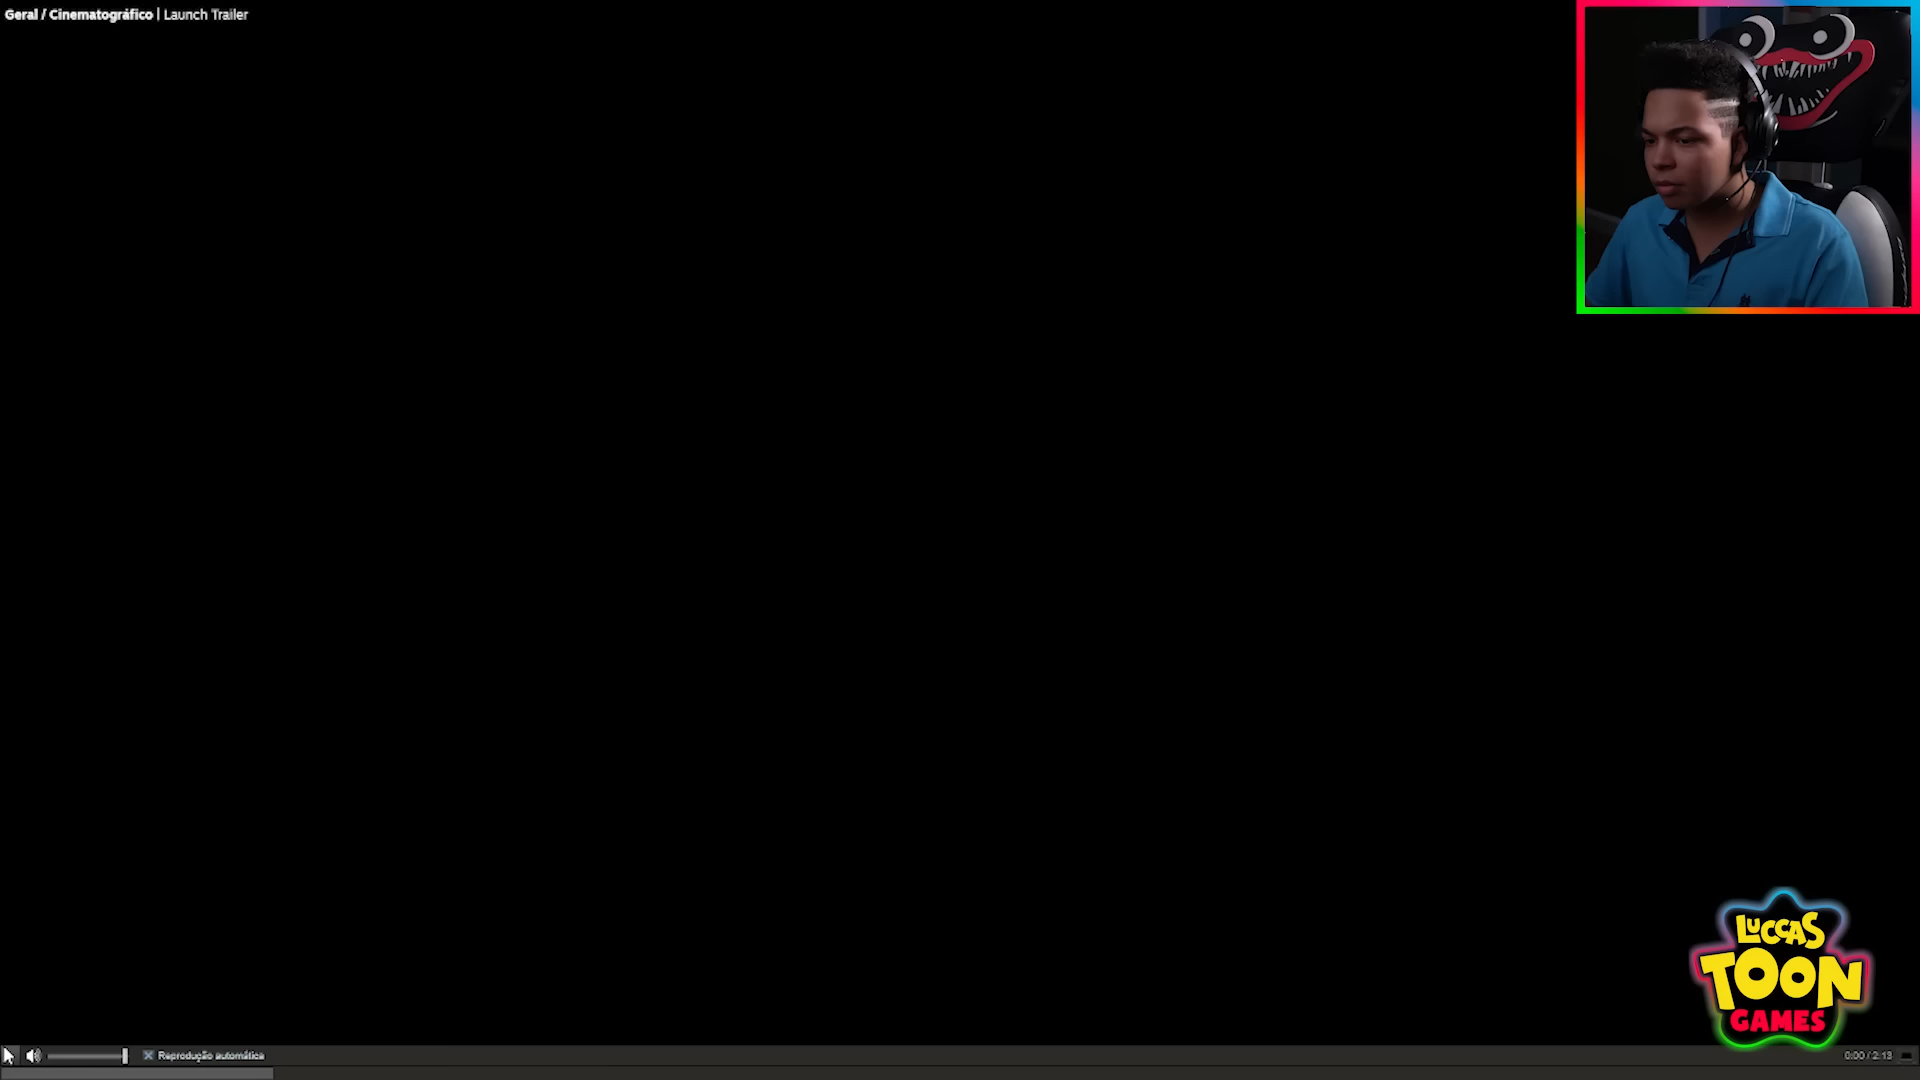 Geral / Cinematográfico | Launch Trailer
LUCCAS
TOON
GAMES
Reprodução automática
0:00 / 2:13